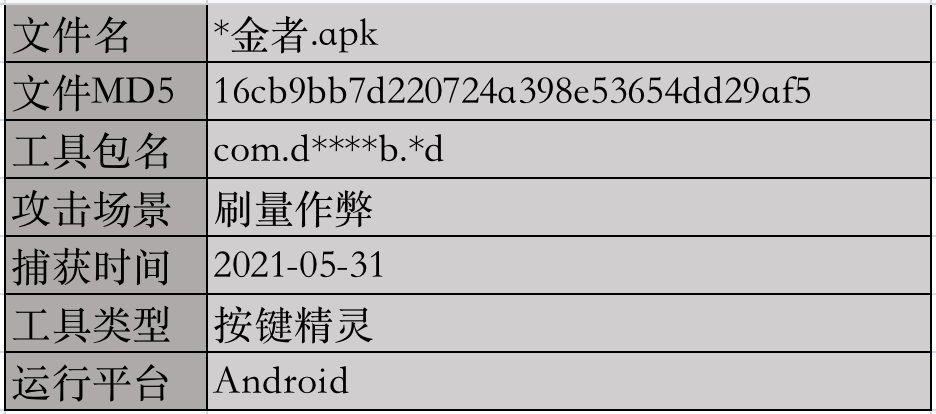 文件名 *金者.apk
文件MD5 16cb9bb7d220724a398e53654dd29af5
工具包名 com.d****b.*d
攻击场景 刷量作弊
捕获时间 2021-05-31
工具类型 按键精灵
运行平台 Android